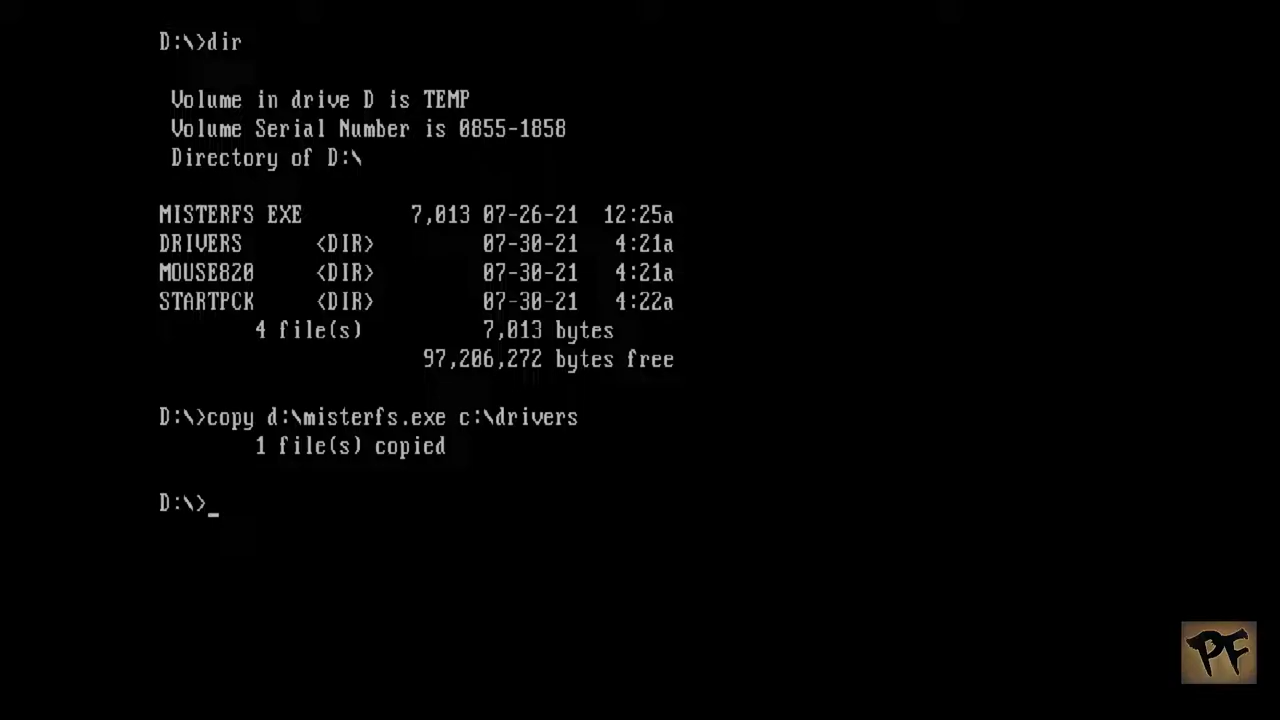 D:\>dir
Volume in drive D is TEMP
Volume Serial Number is 0855-1858
Directory of D:\
MISTERFS EXE 7,013 07-26-21 12:25a
DRIVERS <DIR> 07-30-21 4:21a
MOUSE820 <DIR> 07-30-21 4:21a
STARTPCK <DIR> 07-30-21 4:22a
4 file(s) 7,013 bytes
97,206,272 bytes free
D:\>copy d:\misterfs.exe c:\drivers
1 file(s) copied
D:\>_
PF